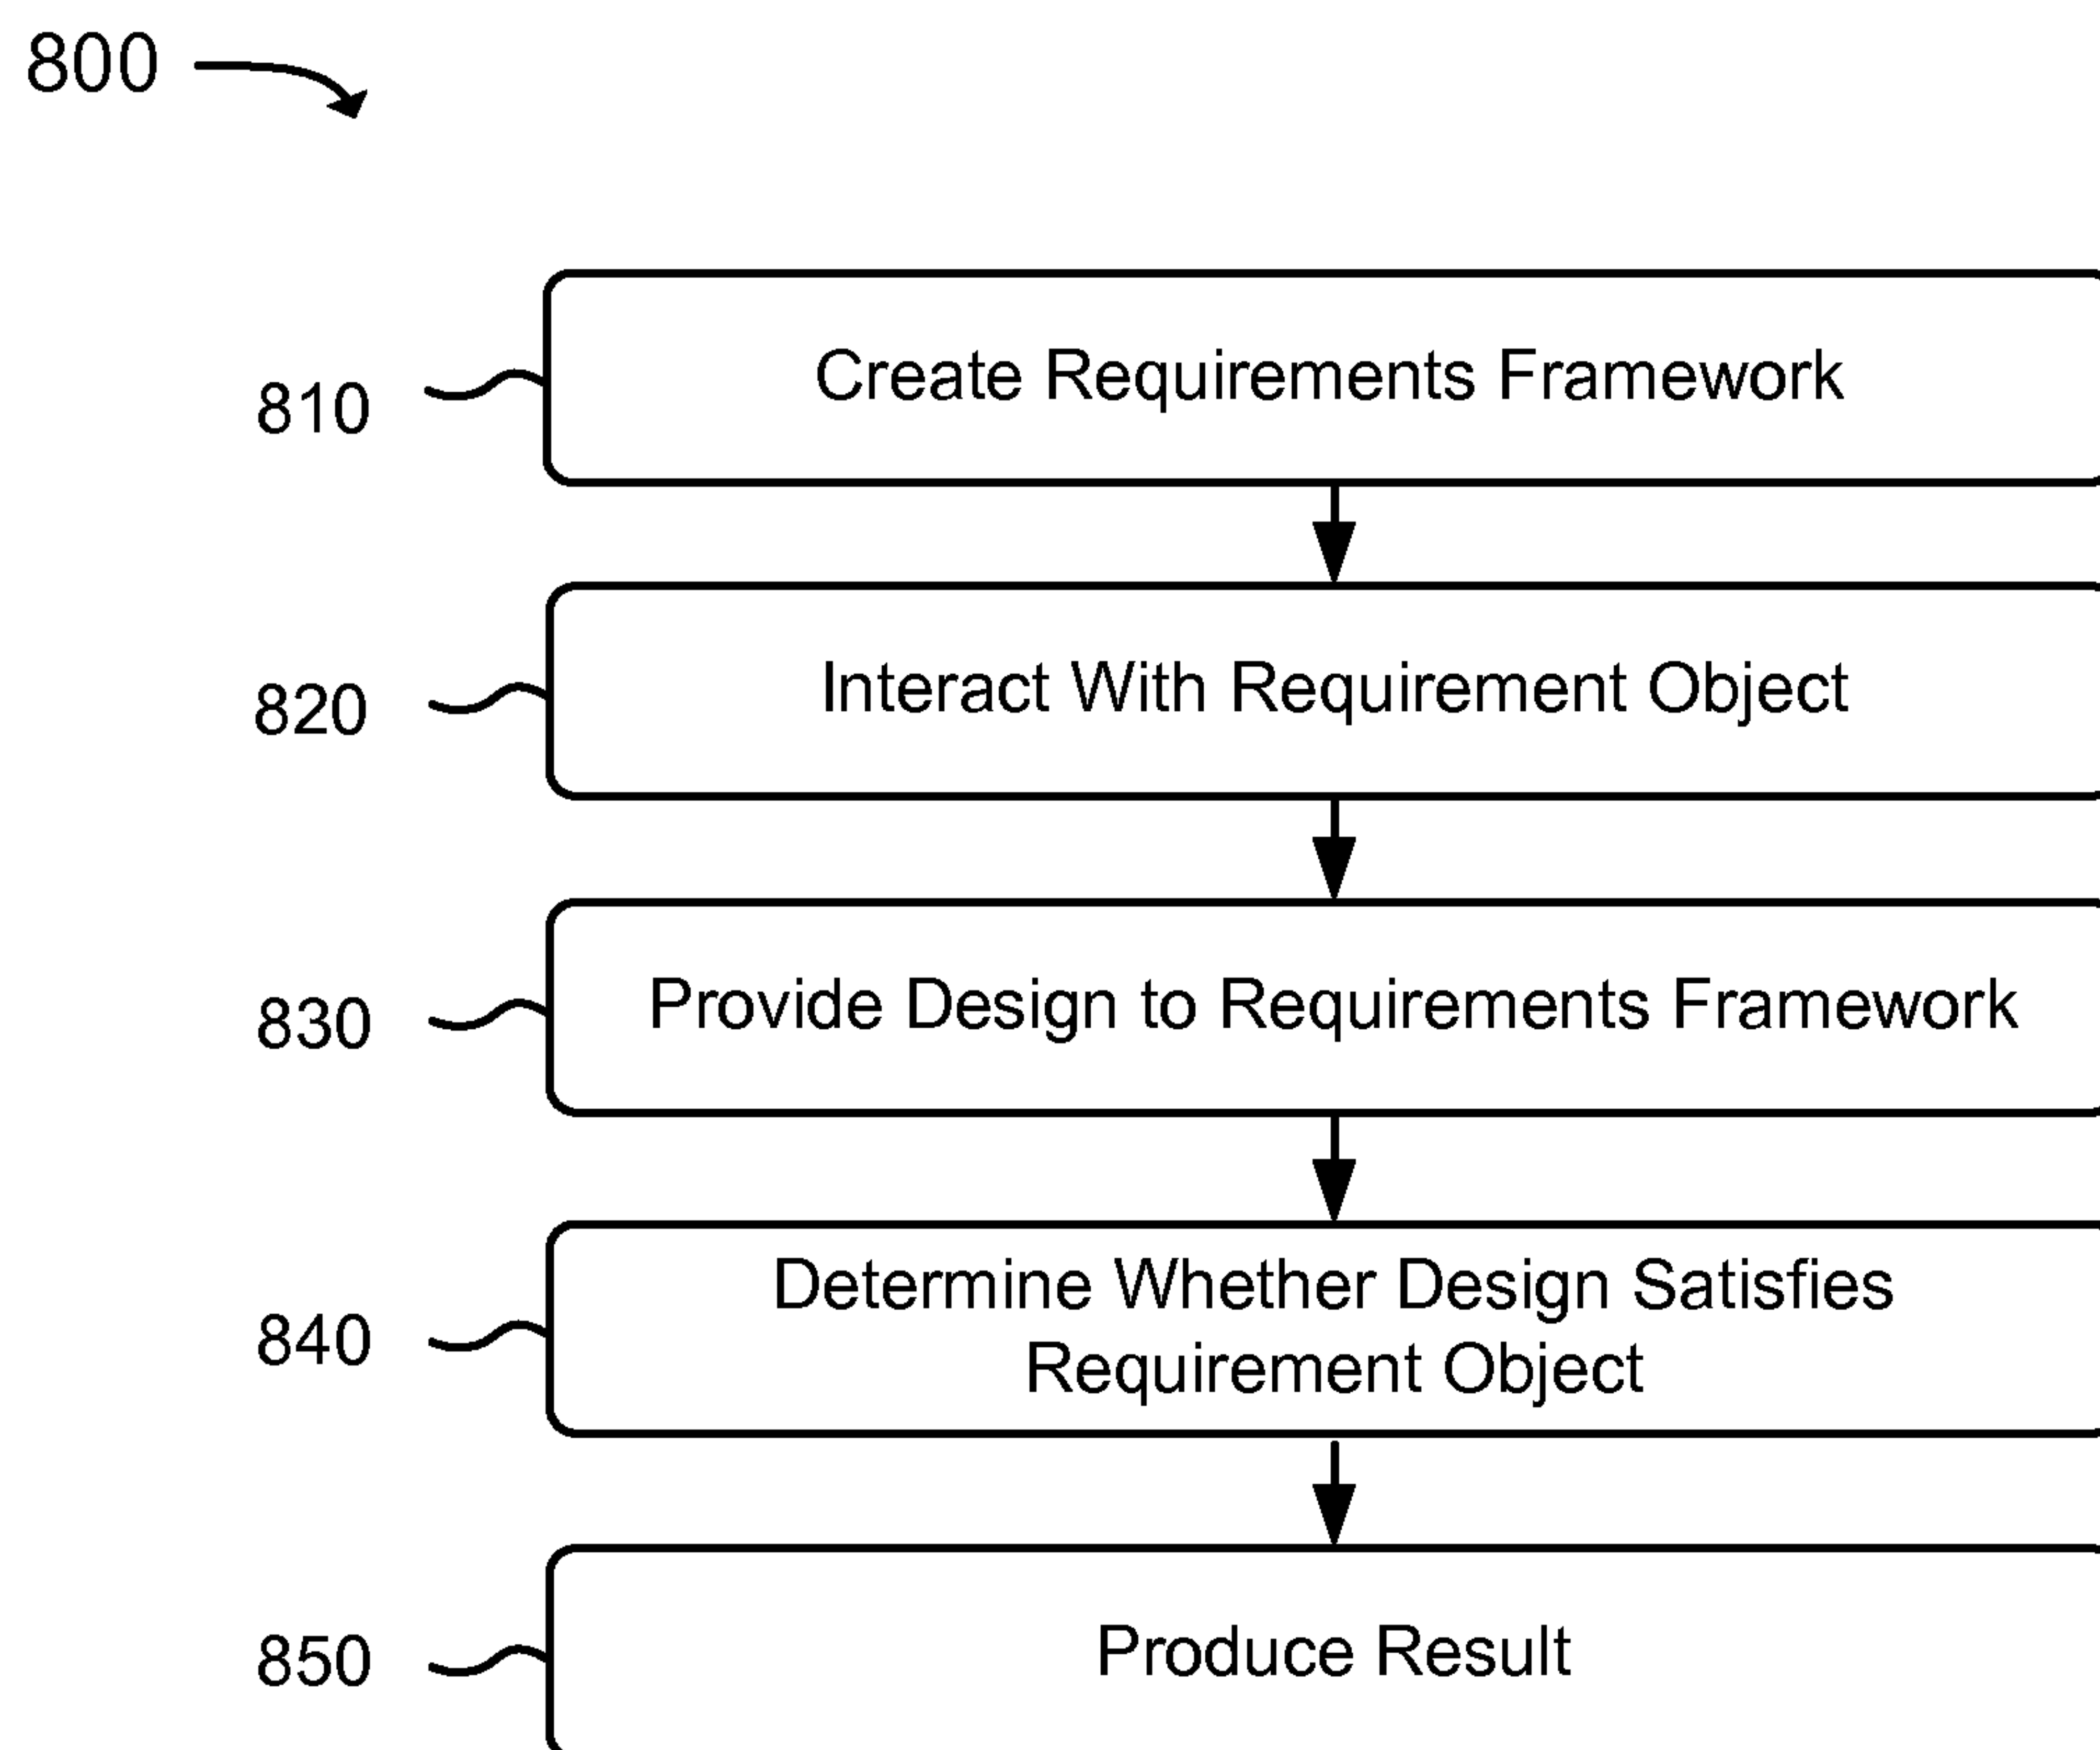 800
810
Create Requirements Framework
820
Interact With Requirement Object
830
Provide Design to Requirements Framework
840
Determine Whether Design Satisfies
Requirement Object
850
Produce Result